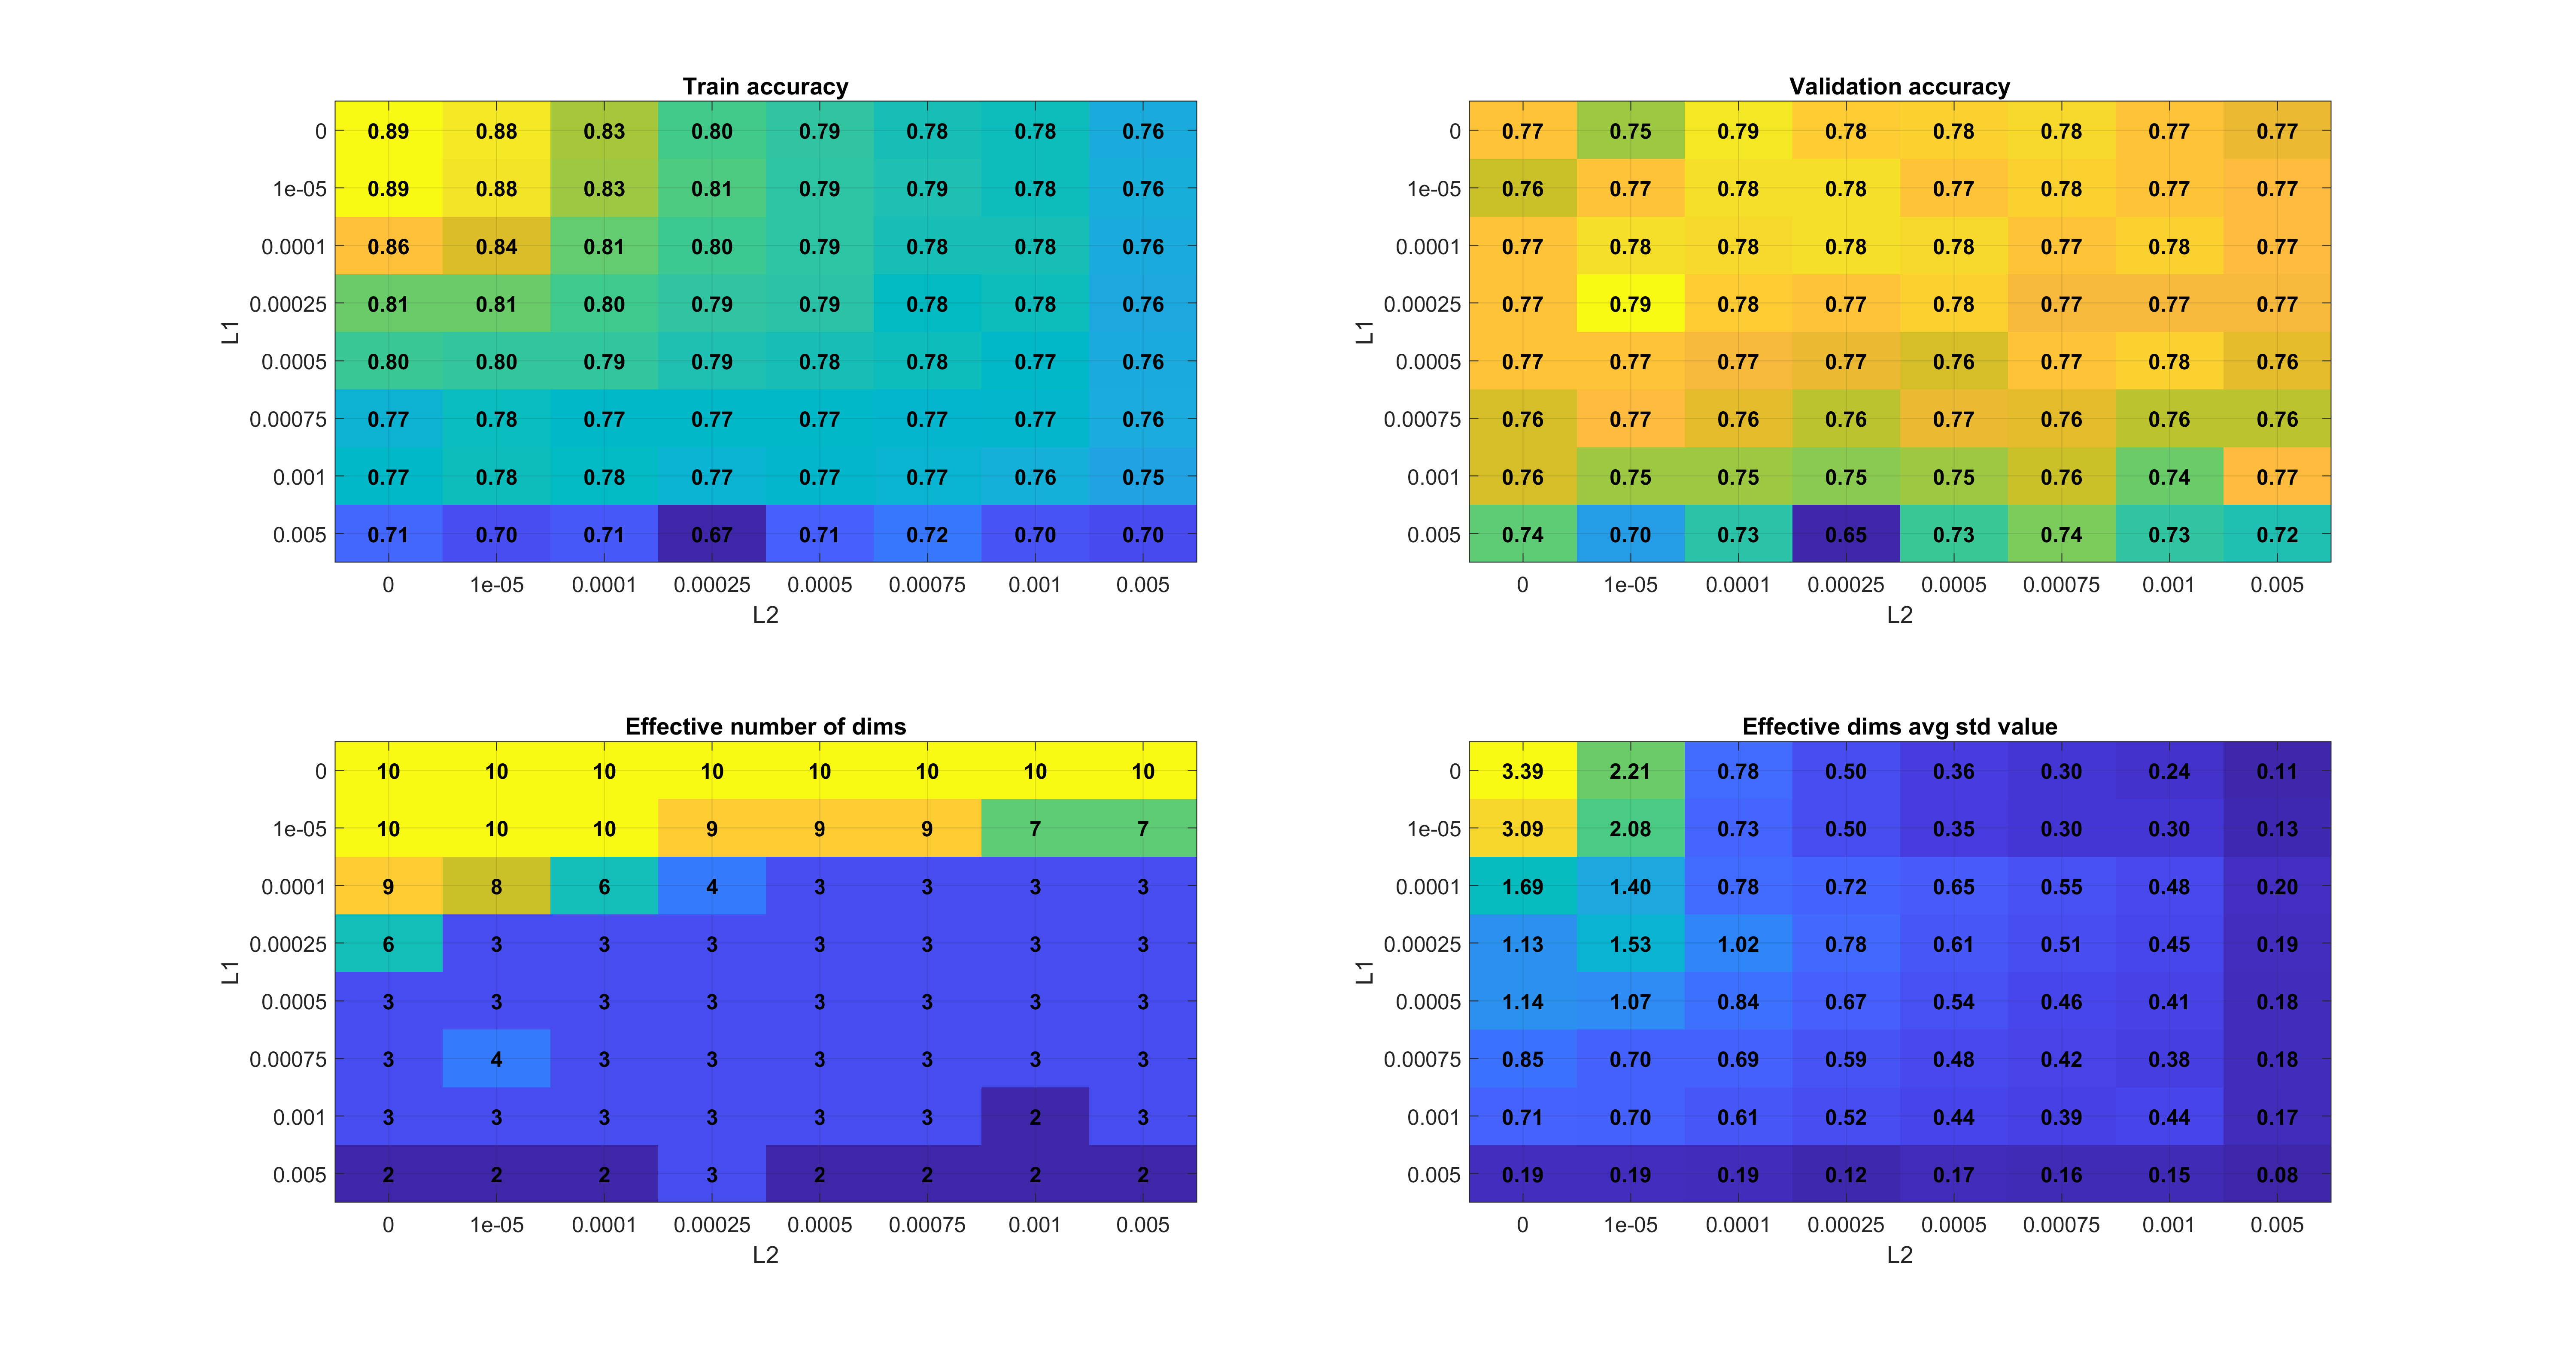 Train accuracy
0 0.89 0.88 0.83 0.80 0.79 0.78 0.78 0.76
1e-05 0.89 0.88 0.83 0.81 0.79 0.79 0.78 0.76
0.0001 0.86 0.84 0.81 0.80 0.79 0.78 0.78 0.76
0.00025 0.81 0.81 0.80 0.79 0.79 0.78 0.78 0.76
L1
0.0005 0.80 0.80 0.79 0.79 0.78 0.78 0.77 0.76
0.00075 0.77 0.78 0.77 0.77 0.77 0.77 0.77 0.76
0.001 0.77 0.78 0.78 0.77 0.77 0.77 0.76 0.75
0.005 0.71 0.70 0.71 0.67 0.71 0.72 0.70 0.70
0 1e-05 0.0001 0.00025 0.0005 0.00075 0.001 0.005
L2
Validation accuracy
0 0.77 0.75 0.79 0.78 0.78 0.78 0.77 0.77
1e-05 0.76 0.77 0.78 0.78 0.77 0.78 0.77 0.77
0.0001 0.77 0.78 0.78 0.78 0.78 0.77 0.78 0.77
0.00025 0.77 0.79 0.78 0.77 0.78 0.77 0.77 0.77
L1
0.0005 0.77 0.77 0.77 0.77 0.76 0.77 0.78 0.76
0.00075 0.76 0.77 0.76 0.76 0.77 0.76 0.76 0.76
0.001 0.76 0.75 0.75 0.75 0.75 0.76 0.74 0.77
0.005 0.74 0.70 0.73 0.65 0.73 0.74 0.73 0.72
0 1e-05 0.0001 0.00025 0.0005 0.00075 0.001 0.005
L2
Effective number of dims
0 10 10 10 10 10 10 10 10
1e-05 10 10 10 9 9 9 7 7
0.0001 9 8 6 4 3 3 3 3
0.00025 6 3 3 3 3 3 3 3
L1
0.0005 3 3 3 3 3 3 3 3
0.00075 3 4 3 3 3 3 3 3
0.001 3 3 3 3 3 3 2 3
0.005 2 2 2 3 2 2 2 2
0 1e-05 0.0001 0.00025 0.0005 0.00075 0.001 0.005
L2
Effective dims avg std value
0 3.39 2.21 0.78 0.50 0.36 0.30 0.24 0.11
1e-05 3.09 2.08 0.73 0.50 0.35 0.30 0.30 0.13
0.0001 1.69 1.40 0.78 0.72 0.65 0.55 0.48 0.20
0.00025 1.13 1.53 1.02 0.78 0.61 0.51 0.45 0.19
L1
0.0005 1.14 1.07 0.84 0.67 0.54 0.46 0.41 0.18
0.00075 0.85 0.70 0.69 0.59 0.48 0.42 0.38 0.18
0.001 0.71 0.70 0.61 0.52 0.44 0.39 0.44 0.17
0.005 0.19 0.19 0.19 0.12 0.17 0.16 0.15 0.08
0 1e-05 0.0001 0.00025 0.0005 0.00075 0.001 0.005
L2